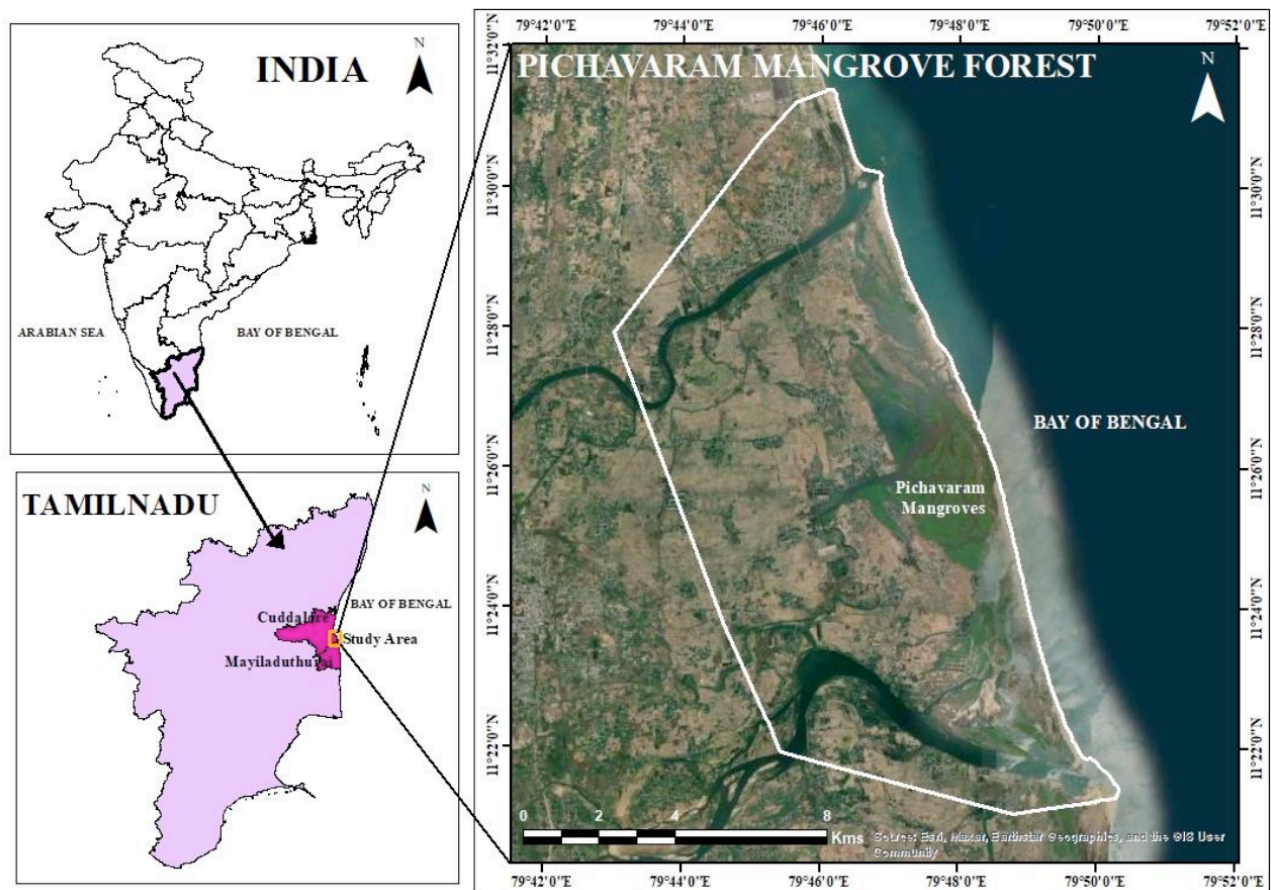 INDIA
N
ARABIAN SEA
BAY OF BENGAL
TAMILNADU
N
BAY OF BENGAL
Cuddalore
Study Area
Mayiladuthurai
79°42'0"E
79°44'0"E
79°46'0"E
79°48'0"E
79°50'0"E
79°52'0"E
PICHAVARAM MANGROVE FOREST
N
11°32'0"N
11°30'0"N
11°28'0"N
11°26'0"N
11°24'0"N
11°22'0"N
11°30'0"N
11°28'0"N
11°26'0"N
11°24'0"N
11°22'0"N
BAY OF BENGAL
Pichavaram
Mangroves
0 2 4 8
Kms
Source: Esri, Maxar, Earthstar Geographics, and the GIS User
Community
79°42'0"E
79°44'0"E
79°46'0"E
79°48'0"E
79°50'0"E
79°52'0"E